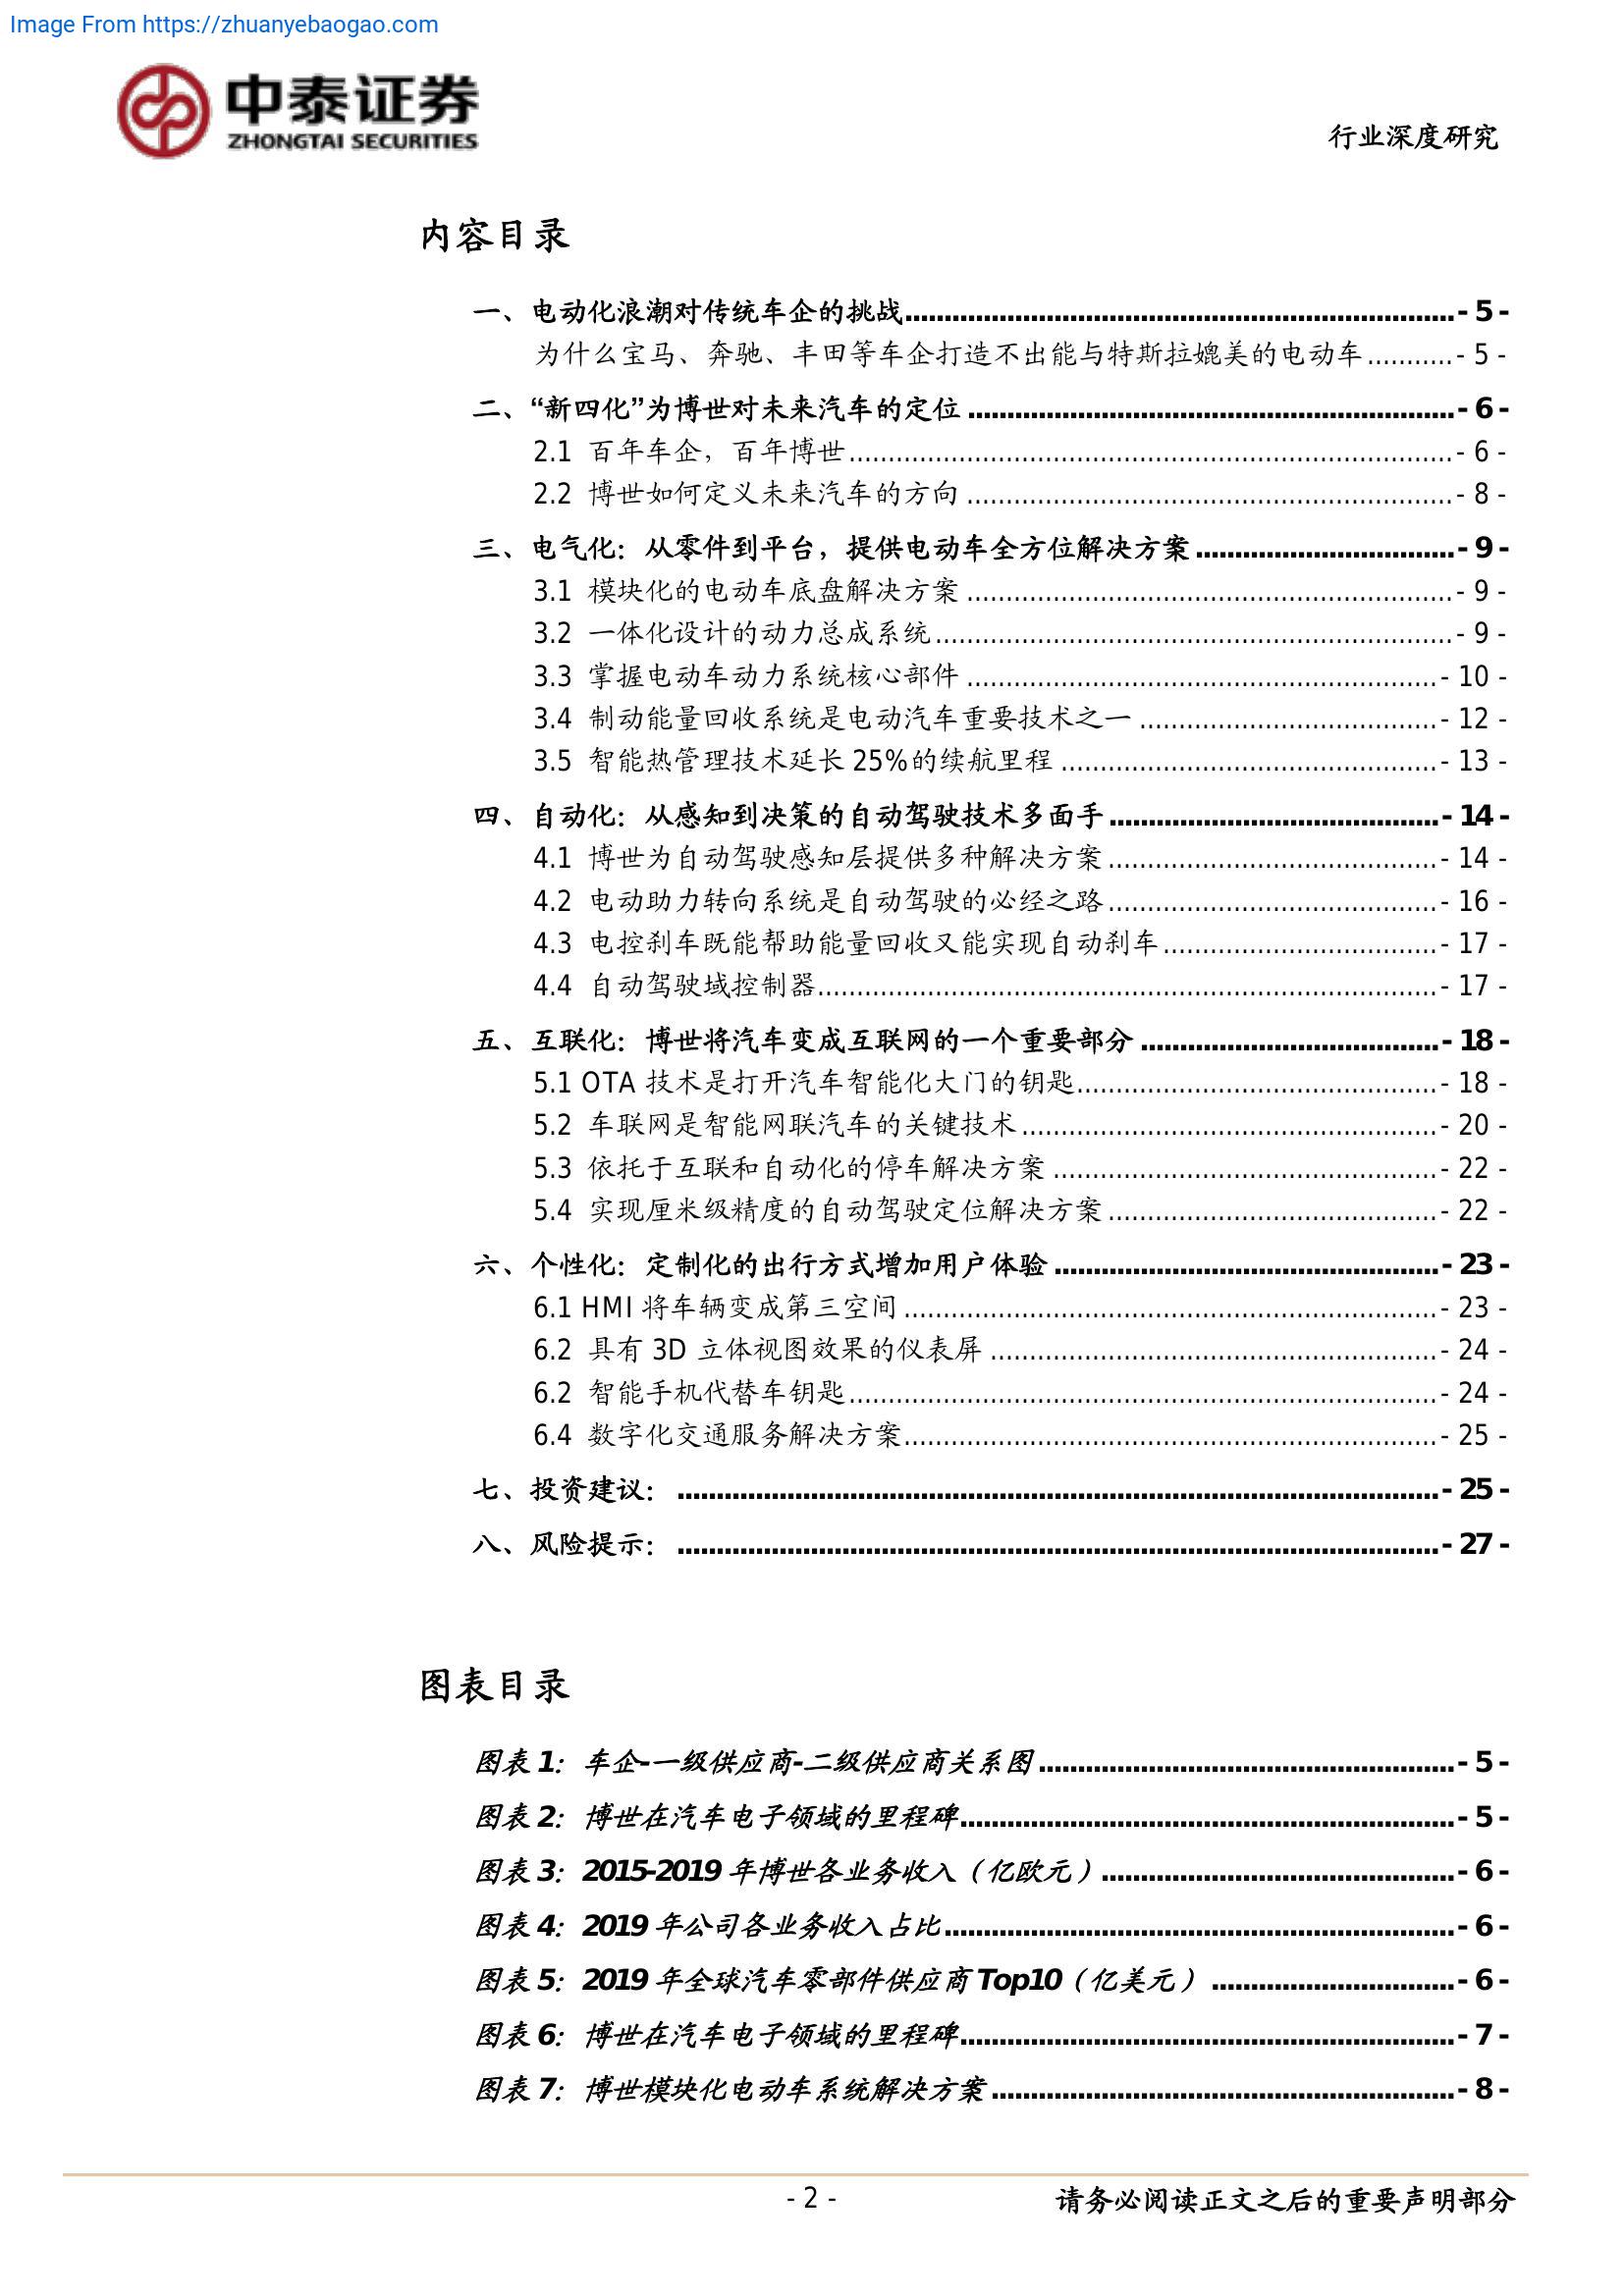 Image From https://zhuanyebaogao.com
中泰证券
ZHONGTAI SECURITIES
行业深度研究
内容目录
一、电动化浪潮对传统车企的挑战 - 5 -
为什么宝马、奔驰、丰田等车企打造不出能与特斯拉媲美的电动车 - 5 -
二、“新四化”为博世对未来汽车的定位 - 6 -
2.1 百年车企，百年博世 - 6 -
2.2 博世如何定义未来汽车的方向 - 8 -
三、电气化：从零件到平台，提供电动车全方位解决方案 - 9 -
3.1 模块化的电动车底盘解决方案 - 9 -
3.2 一体化设计的动力总成系统 - 9 -
3.3 掌握电动车动力系统核心部件 - 10 -
3.4 制动能量回收系统是电动汽车重要技术之一 - 12 -
3.5 智能热管理技术延长 25%的续航里程 - 13 -
四、自动化：从感知到决策的自动驾驶技术多面手 - 14 -
4.1 博世为自动驾驶感知层提供多种解决方案 - 14 -
4.2 电动助力转向系统是自动驾驶的必经之路 - 16 -
4.3 电控刹车既能帮助能量回收又能实现自动刹车 - 17 -
4.4 自动驾驶域控制器 - 17 -
五、互联化：博世将汽车变成互联网的一个重要部分 - 18 -
5.1 OTA 技术是打开汽车智能化大门的钥匙 - 18 -
5.2 车联网是智能网联汽车的关键技术 - 20 -
5.3 依托于互联和自动化的停车解决方案 - 22 -
5.4 实现厘米级精度的自动驾驶定位解决方案 - 22 -
六、个性化：定制化的出行方式增加用户体验 - 23 -
6.1 HMI 将车辆变成第三空间 - 23 -
6.2 具有 3D 立体视图效果的仪表屏 - 24 -
6.2 智能手机代替车钥匙 - 24 -
6.4 数字化交通服务解决方案 - 25 -
七、投资建议： - 25 -
八、风险提示： - 27 -
图表目录
图表 1：车企-一级供应商-二级供应商关系图 - 5 -
图表 2：博世在汽车电子领域的里程碑 - 5 -
图表 3：2015-2019 年博世各业务收入（亿欧元） - 6 -
图表 4：2019 年公司各业务收入占比 - 6 -
图表 5：2019 年全球汽车零部件供应商 Top10（亿美元） - 6 -
图表 6：博世在汽车电子领域的里程碑 - 7 -
图表 7：博世模块化电动车系统解决方案 - 8 -
- 2 -
请务必阅读正文之后的重要声明部分